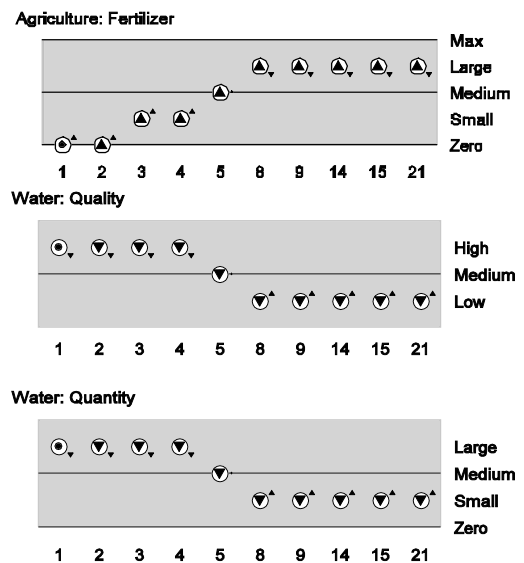 Agriculture: Fertilizer
Max
Large
Medium
Small
Zero
1 2 3 4 5 8 9 14 15 21
Water: Quality
High
Medium
Low
1 2 3 4 5 8 9 14 15 21
Water: Quantity
Large
Medium
Small
Zero
1 2 3 4 5 8 9 14 15 21